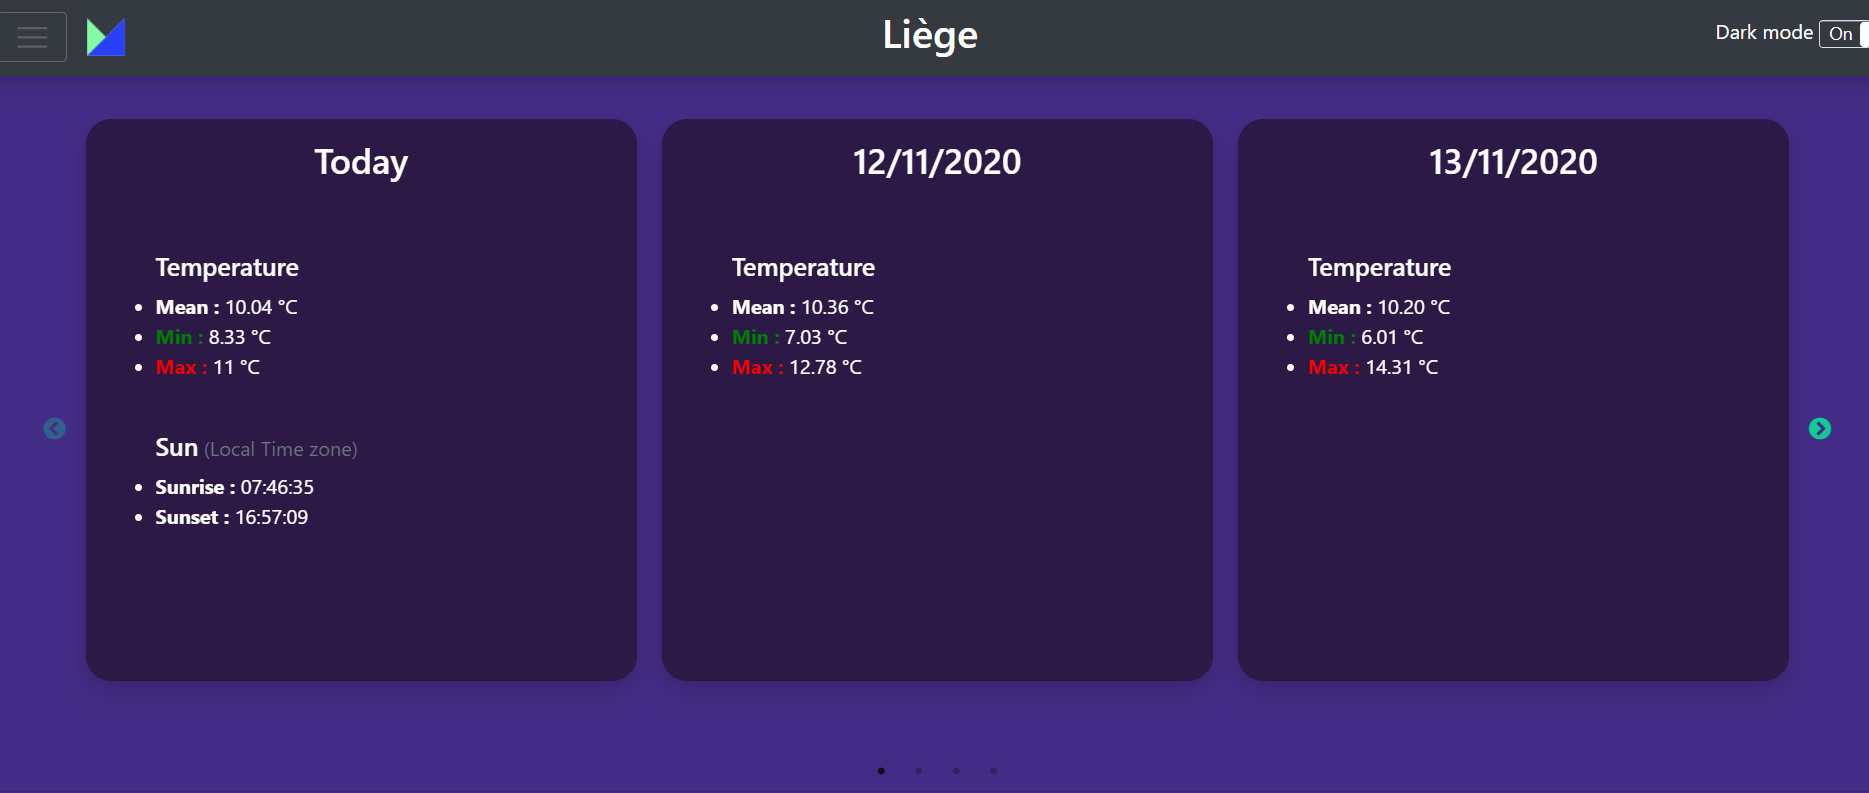 Liège
Dark mode On
Today
Temperature
Mean : 10.04 °C
Min : 8.33 °C
Max : 11 °C
Sun (Local Time zone)
Sunrise : 07:46:35
Sunset : 16:57:09
12/11/2020
Temperature
Mean : 10.36 °C
Min : 7.03 °C
Max : 12.78 °C
13/11/2020
Temperature
Mean : 10.20 °C
Min : 6.01 °C
Max : 14.31 °C